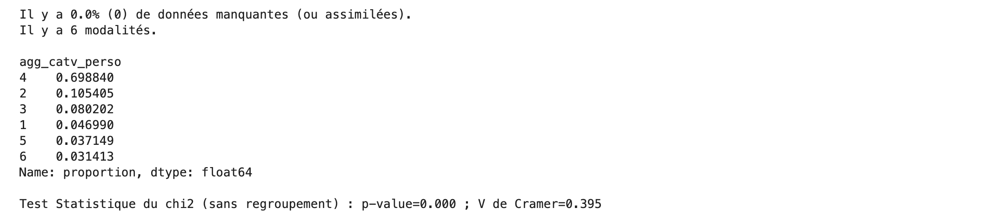 Il y a 0.0% (0) de données manquantes (ou assimilées).
Il y a 6 modalités.
agg_catv_perso
4    0.698840
2    0.105405
3    0.080202
1    0.046990
5    0.037149
6    0.031413
Name: proportion, dtype: float64
Test Statistique du chi2 (sans regroupement) : p-value=0.000 ; V de Cramer=0.395